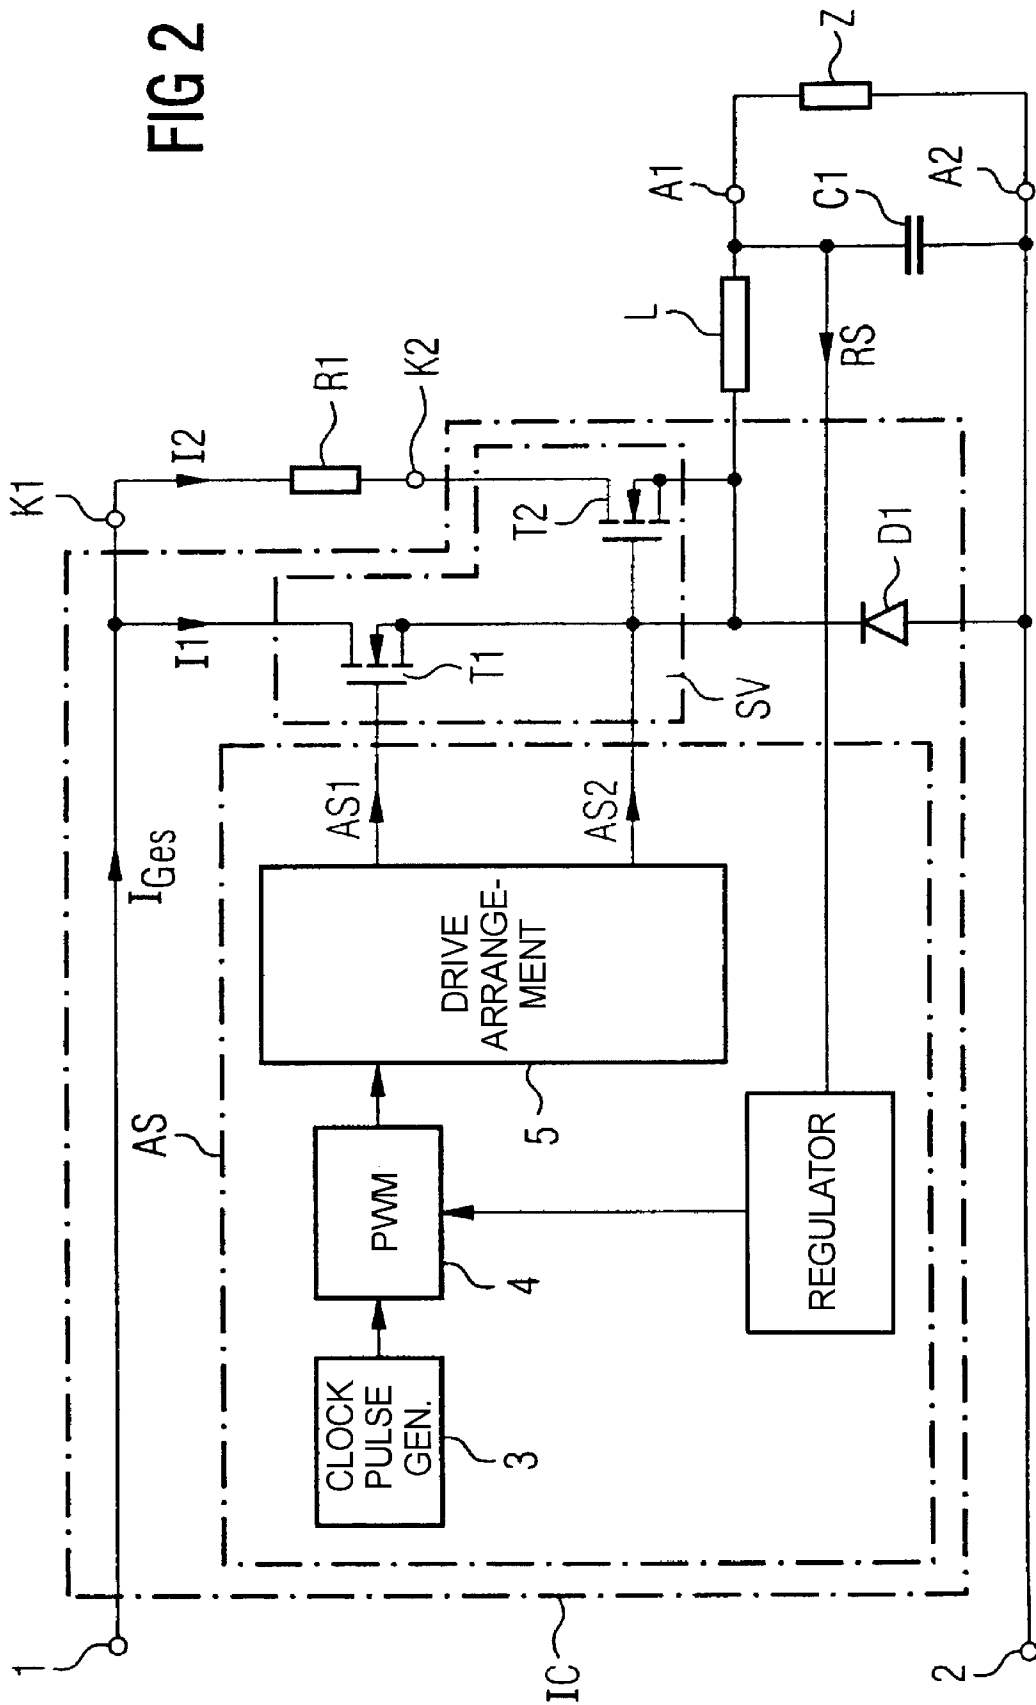 FIG 2
1
I_Ges
K1
I1
I2
R1
K2
AS
T1
T2
L
A1
Z
AS1
AS2
SV
CLOCK
PULSE
GEN.
3
PWM
4
DRIVE
ARRANGE-
MENT
5
REGULATOR
RS
C1
D1
A2
IC
2